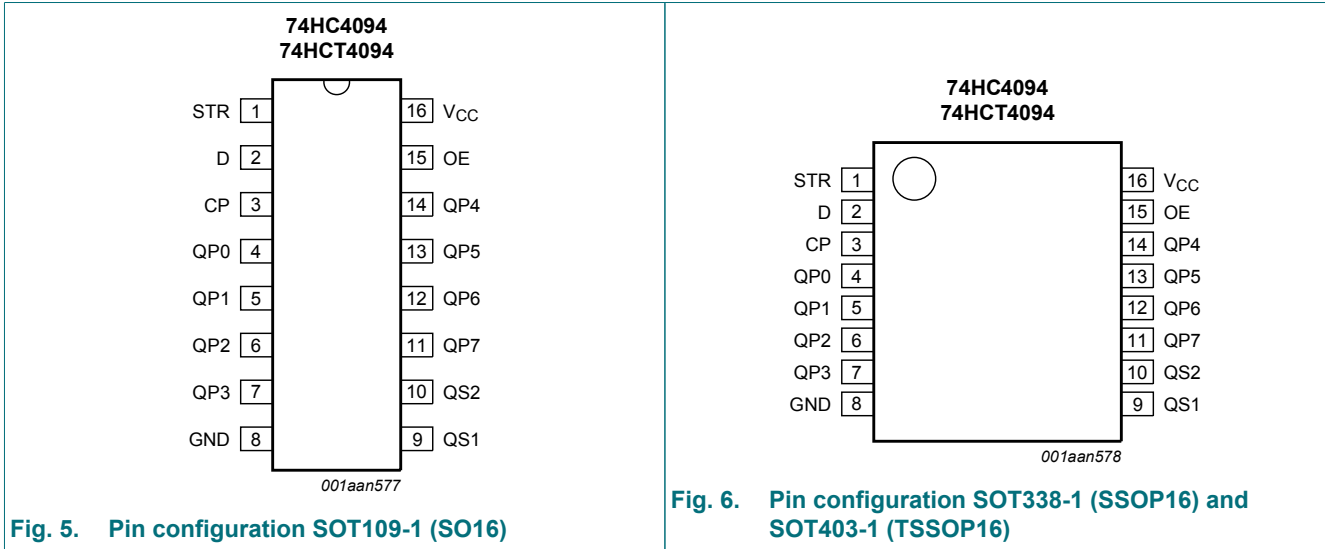 74HC4094
74HCT4094
STR 1
16 VCC
D 2
15 OE
CP 3
14 QP4
QP0 4
13 QP5
QP1 5
12 QP6
QP2 6
11 QP7
QP3 7
10 QS2
GND 8
9 QS1
001aan577
Fig. 5. Pin configuration SOT109-1 (SO16)
74HC4094
74HCT4094
STR 1
16 VCC
D 2
15 OE
CP 3
14 QP4
QP0 4
13 QP5
QP1 5
12 QP6
QP2 6
11 QP7
QP3 7
10 QS2
GND 8
9 QS1
001aan578
Fig. 6. Pin configuration SOT338-1 (SSOP16) and
SOT403-1 (TSSOP16)